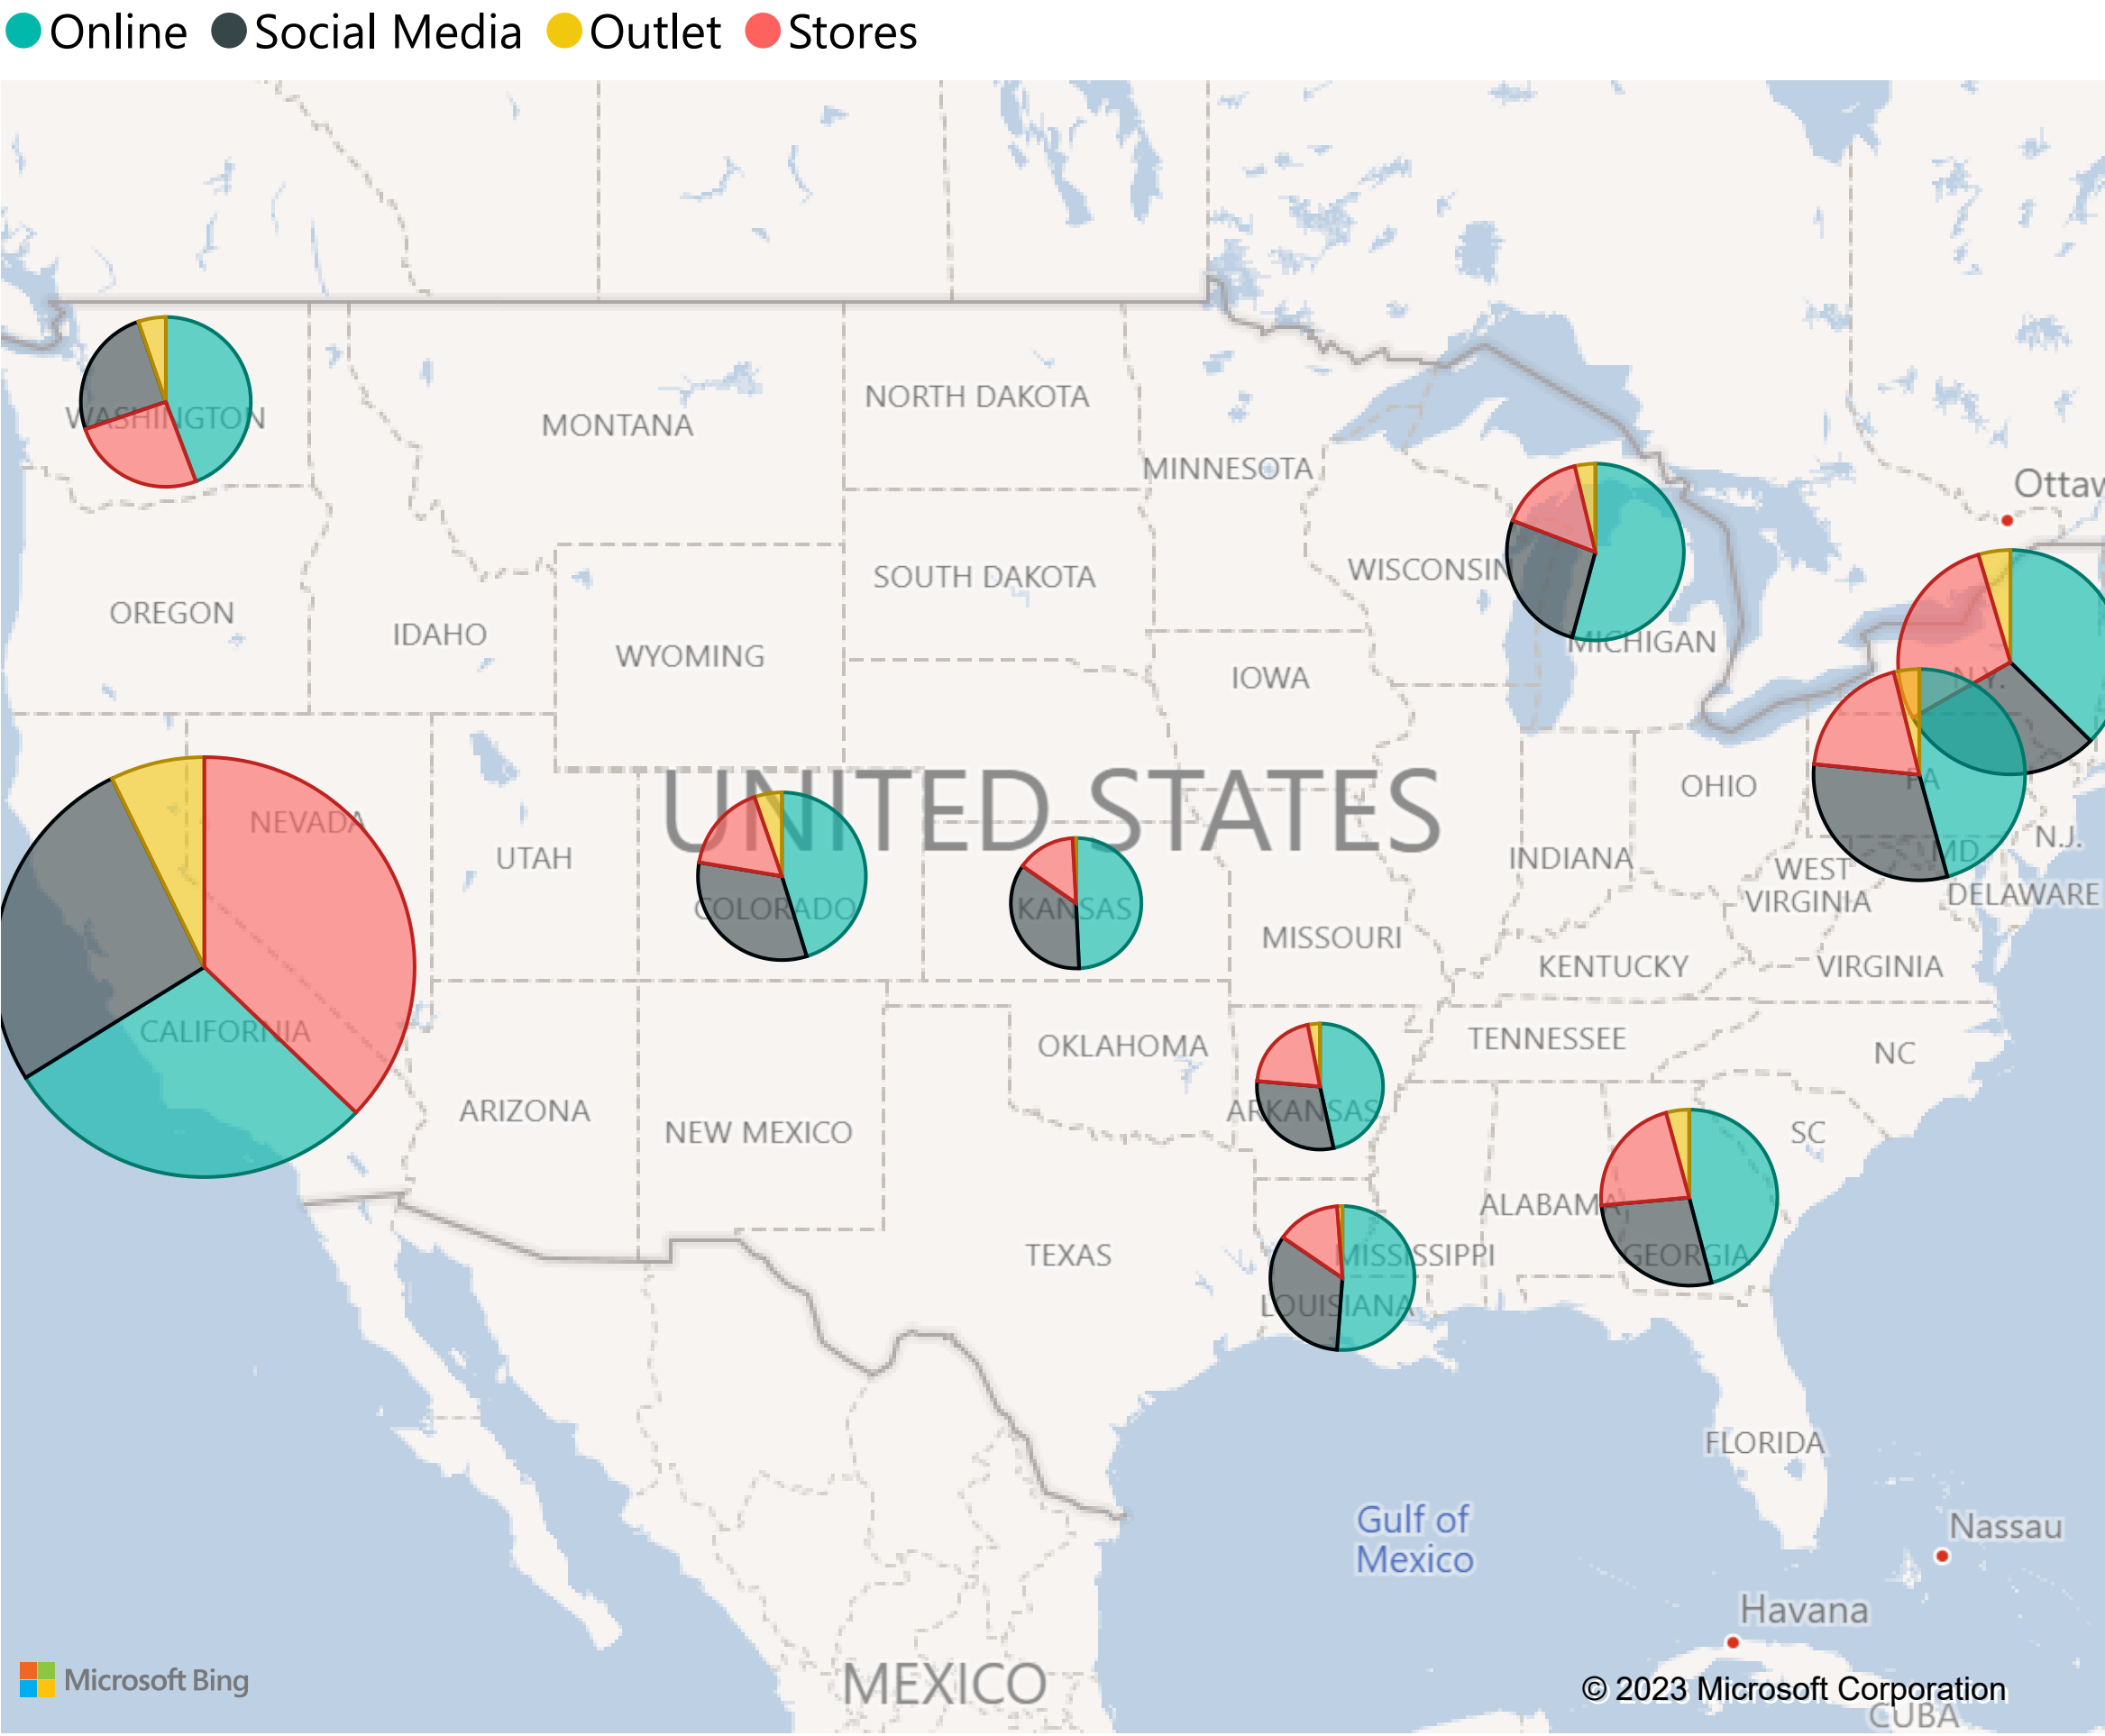 Online Social Media Outlet Stores
NORTH DAKOTA
WASHINGTON
MONTANA
MINNESOTA
Ottaw
SOUTH DAKOTA
WISCONSIN
OREGON
IDAHO
MICHIGAN
WYOMING
IOWA
N.Y.
UNITED STATES
NEVADA
OHIO
PA
UTAH
INDIANA
MD
N.J.
WEST
VIRGINIA
DELAWARE
COLORADO
KANSAS
MISSOURI
KENTUCKY
VIRGINIA
CALIFORNIA
OKLAHOMA
TENNESSEE
NC
ARIZONA
NEW MEXICO
ARKANSAS
SC
ALABAMA
TEXAS
MISSISSIPPI
GEORGIA
LOUISIANA
FLORIDA
Gulf of
Mexico
Nassau
Havana
Microsoft Bing
MEXICO
© 2023 Microsoft Corporation
CUBA